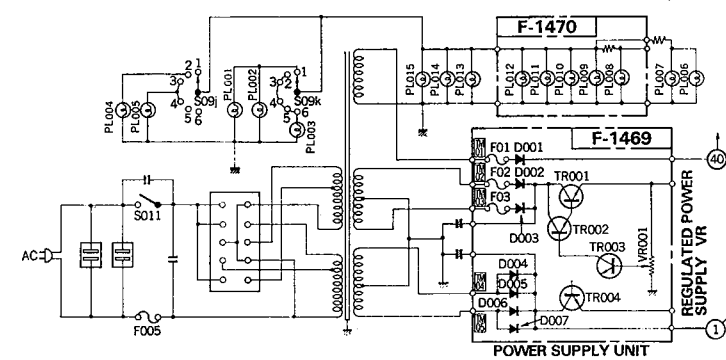 F-1470
2 1
3
4
5 6
S09j
PL004
PL005
PL001
PL002
1
2
3
4
5 6
S09k
PL003
PL015
PL014
PL013
PL012
PL011
PL010
PL009
PL008
PL007
PL006
F-1469
F01 D001
F02 D002
F03
D003
TR001
TR002
TR003
VR001
40
D004
D005
D006
D007
TR004
1
REGULATED POWER
SUPPLY VR
POWER SUPPLY UNIT
S011
AC
F005